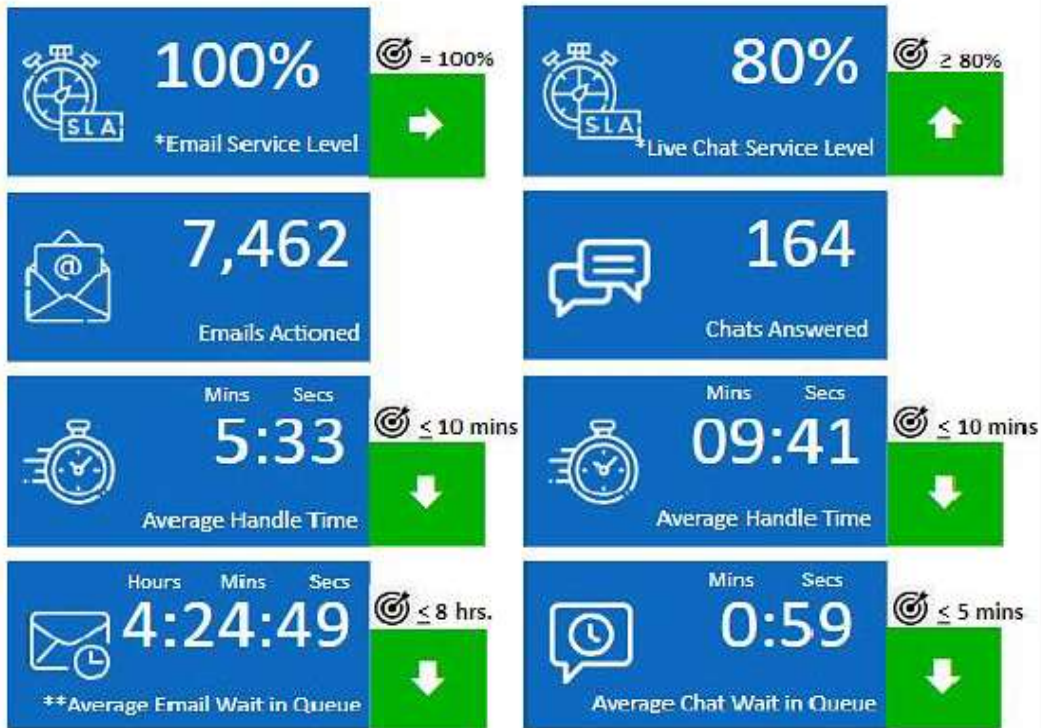 100%
= 100%
SLA
*Email Service Level
80%
≥ 80%
SLA
*Live Chat Service Level
7,462
@
Emails Actioned
164
Chats Answered
Mins Secs
5:33
≤ 10 mins
Average Handle Time
Mins Secs
09:41
≤ 10 mins
Average Handle Time
Hours Mins Secs
4:24:49
≤ 8 hrs.
**Average Email Wait in Queue
Mins Secs
0:59
≤ 5 mins
Average Chat Wait in Queue